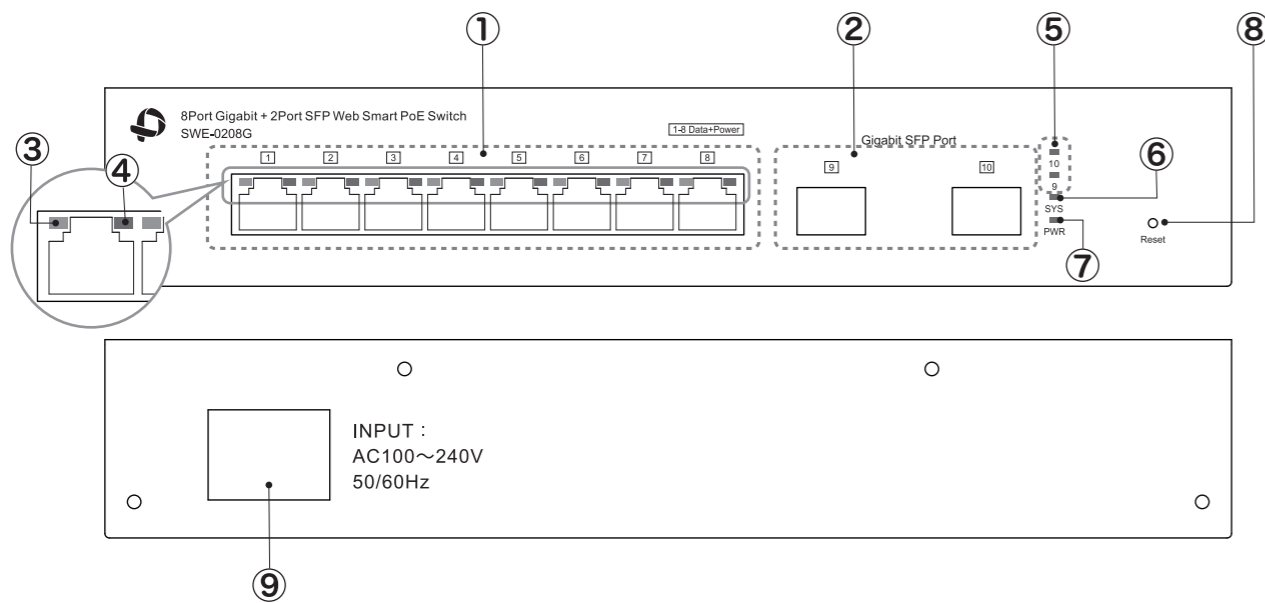 ① ② ⑤ ⑧
8Port Gigabit + 2Port SFP Web Smart PoE Switch
SWE-0208G
1-8 Data+Power
Gigabit SFP Port
③ ④ ⑥
1 2 3 4 5 6 7 8 9 10
10
9
SYS
PWR
Reset
⑦
INPUT :
AC100～240V
50/60Hz
⑨